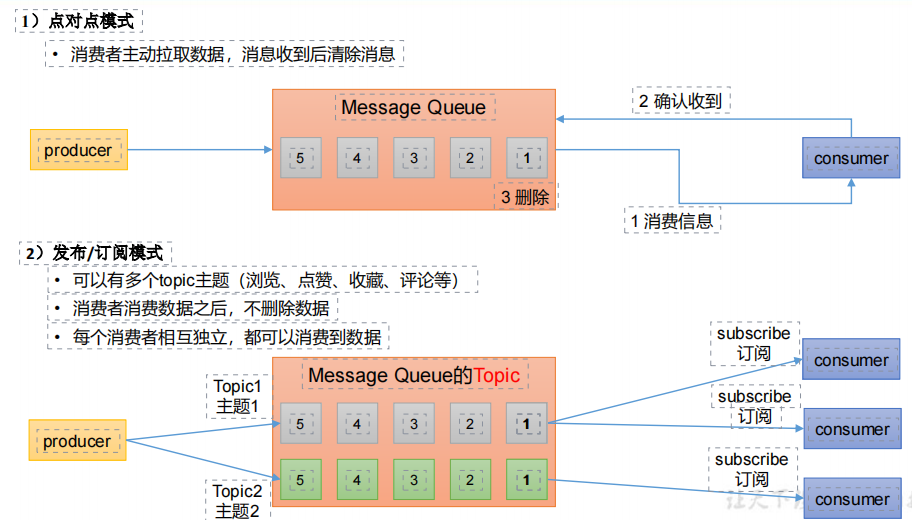 1）点对点模式
• 消费者主动拉取数据，消息收到后清除消息
Message Queue
2 确认收到
producer
5 4 3 2 1
consumer
3 删除
1 消费信息
2）发布/订阅模式
• 可以有多个topic主题（浏览、点赞、收藏、评论等）
• 消费者消费数据之后，不删除数据
• 每个消费者相互独立，都可以消费到数据
Message Queue的Topic
Topic1
主题1
5 4 3 2 1
producer
5 4 3 2 1
Topic2
主题2
subscribe
订阅
consumer
subscribe
订阅
consumer
subscribe
订阅
consumer
让天下